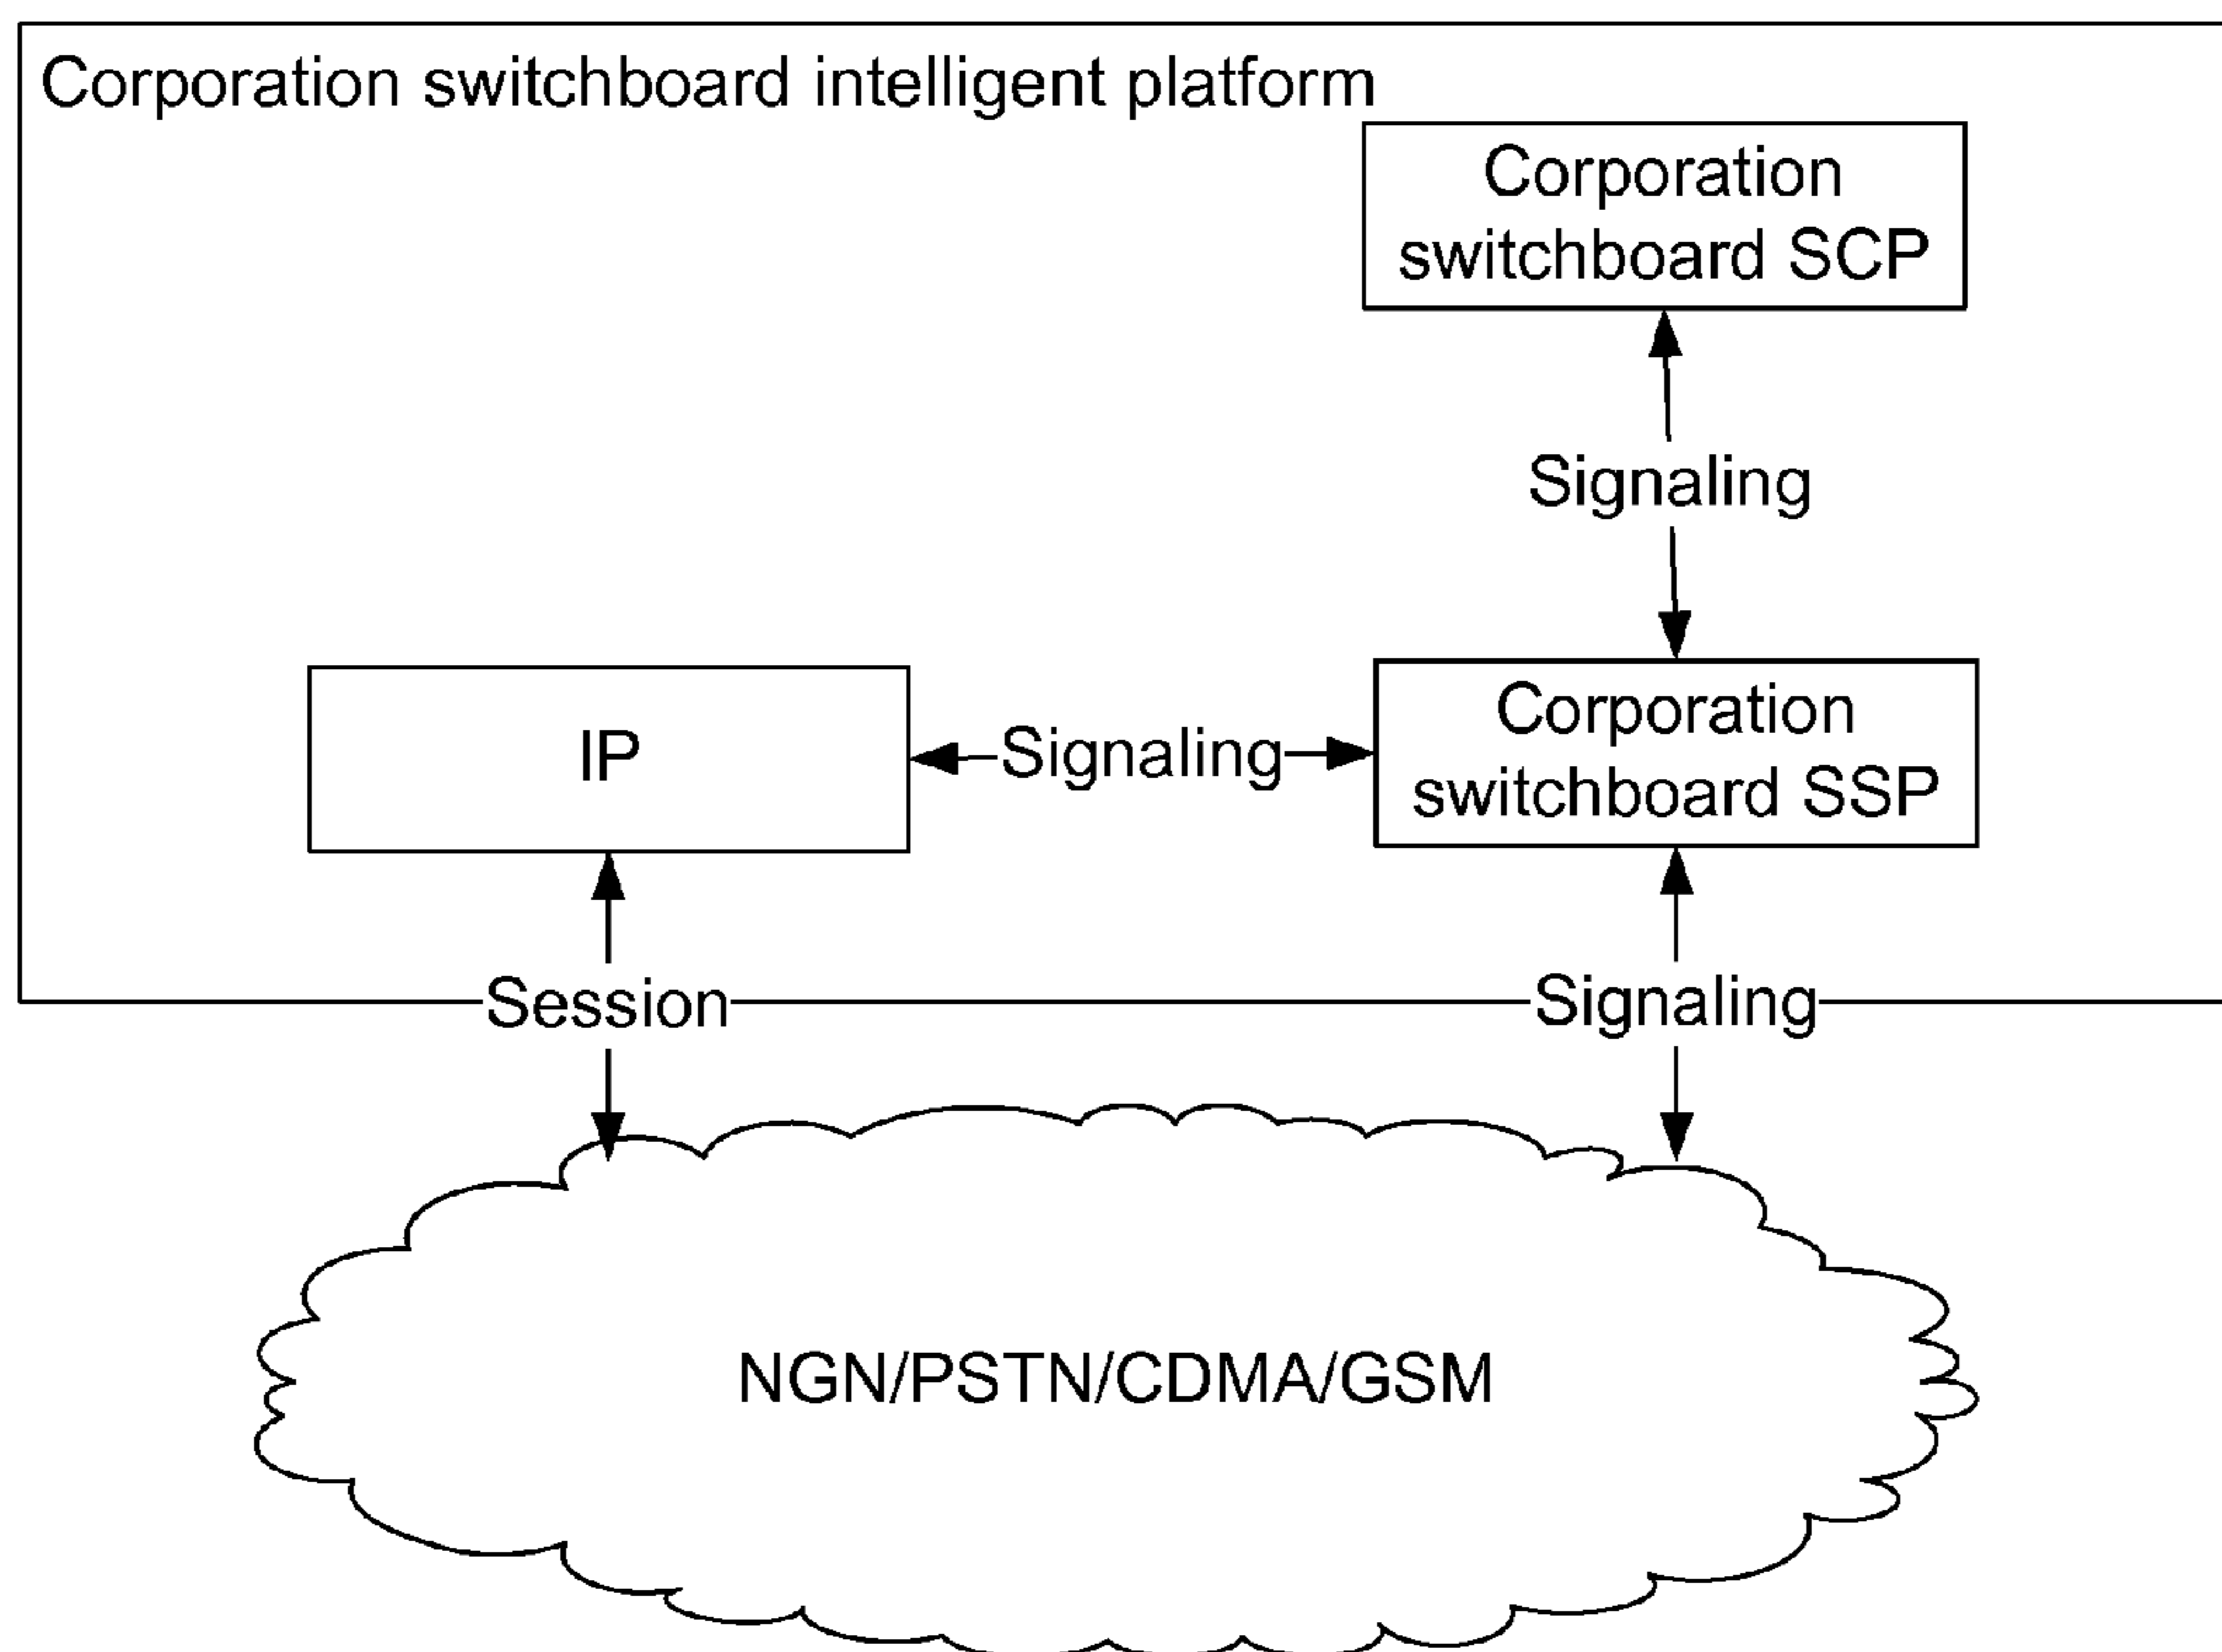 Corporation switchboard intelligent platform
Corporation
switchboard SCP
Signaling
IP
Signaling
Corporation
switchboard SSP
Session
Signaling
NGN/PSTN/CDMA/GSM